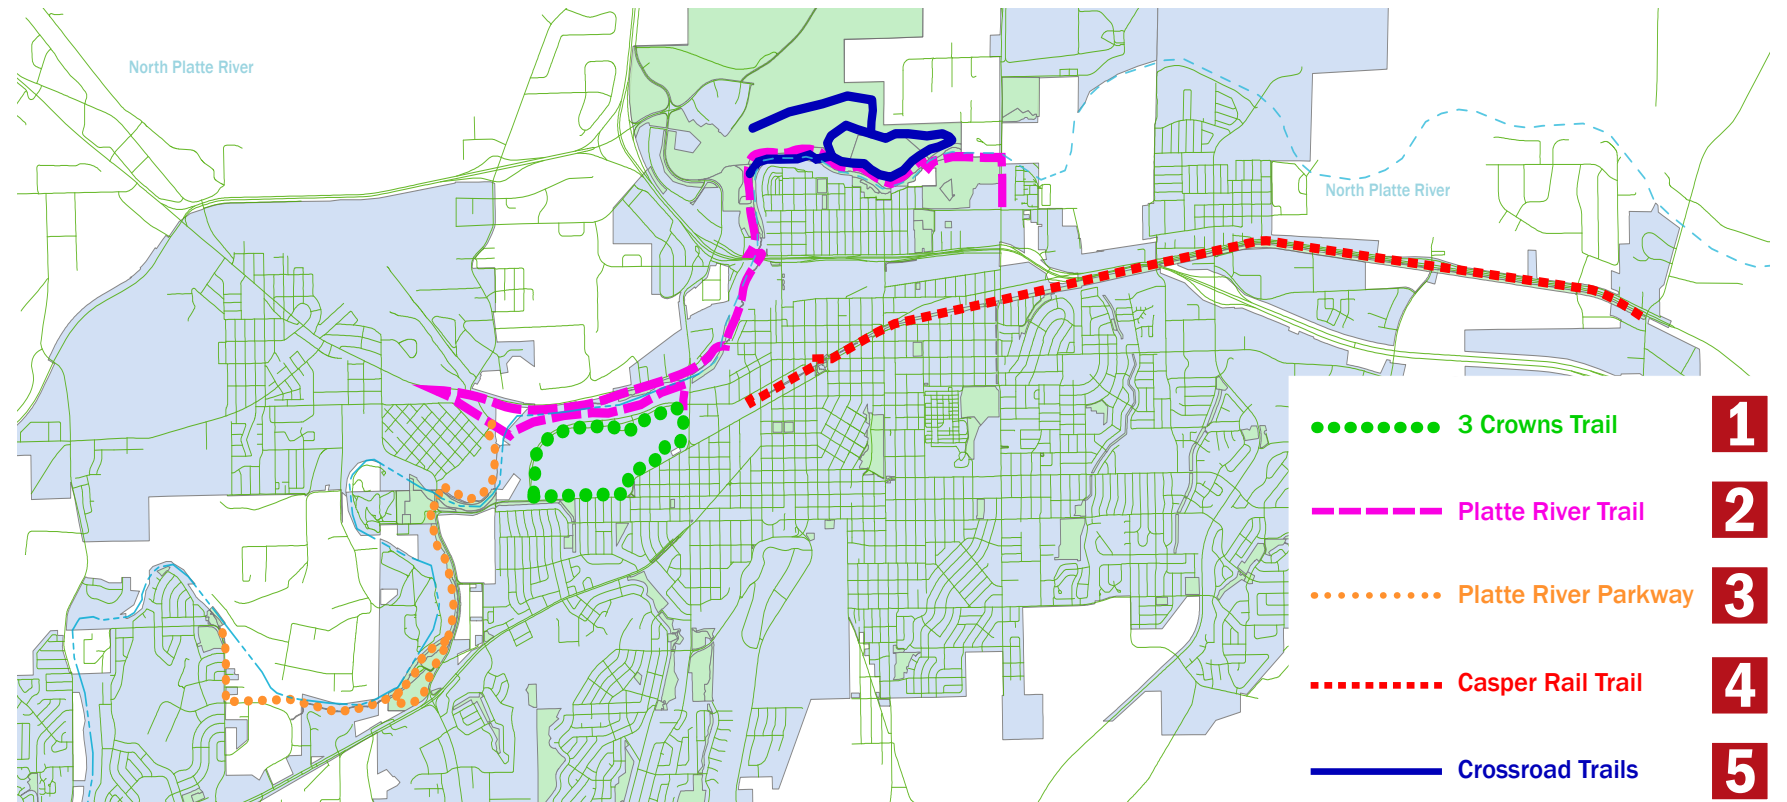 North Platte River
North Platte River
3 Crowns Trail 1
Platte River Trail 2
Platte River Parkway 3
Casper Rail Trail 4
Crossroad Trails 5